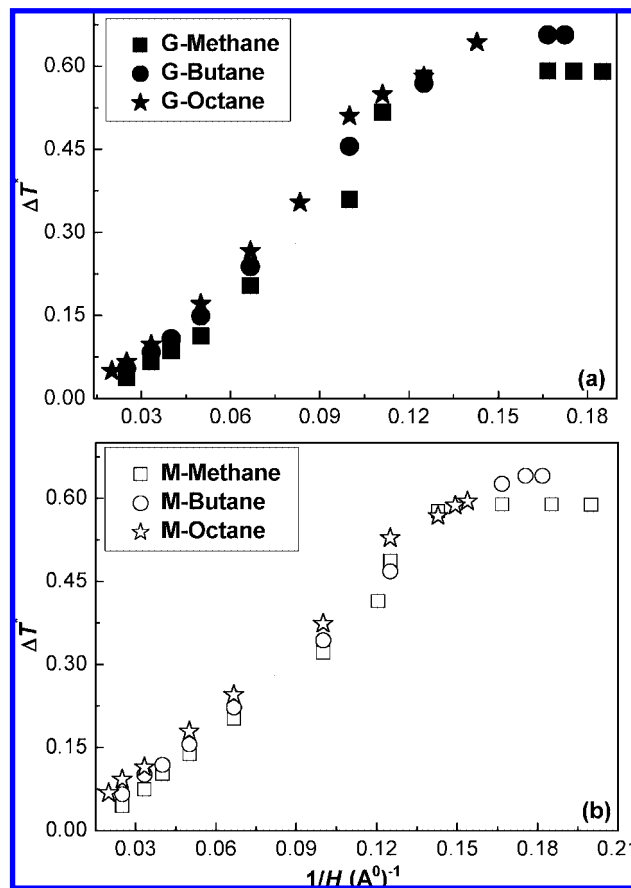 G-Methane
G-Butane
G-Octane
ΔT*
0.60
0.45
0.30
0.15
0.00
0.03 0.06 0.09 0.12 0.15 0.18
(a)
M-Methane
M-Butane
M-Octane
ΔT*
0.60
0.45
0.30
0.15
0.00
0.03 0.06 0.09 0.12 0.15 0.18 0.21
(b)
1/H (A⁰)⁻¹